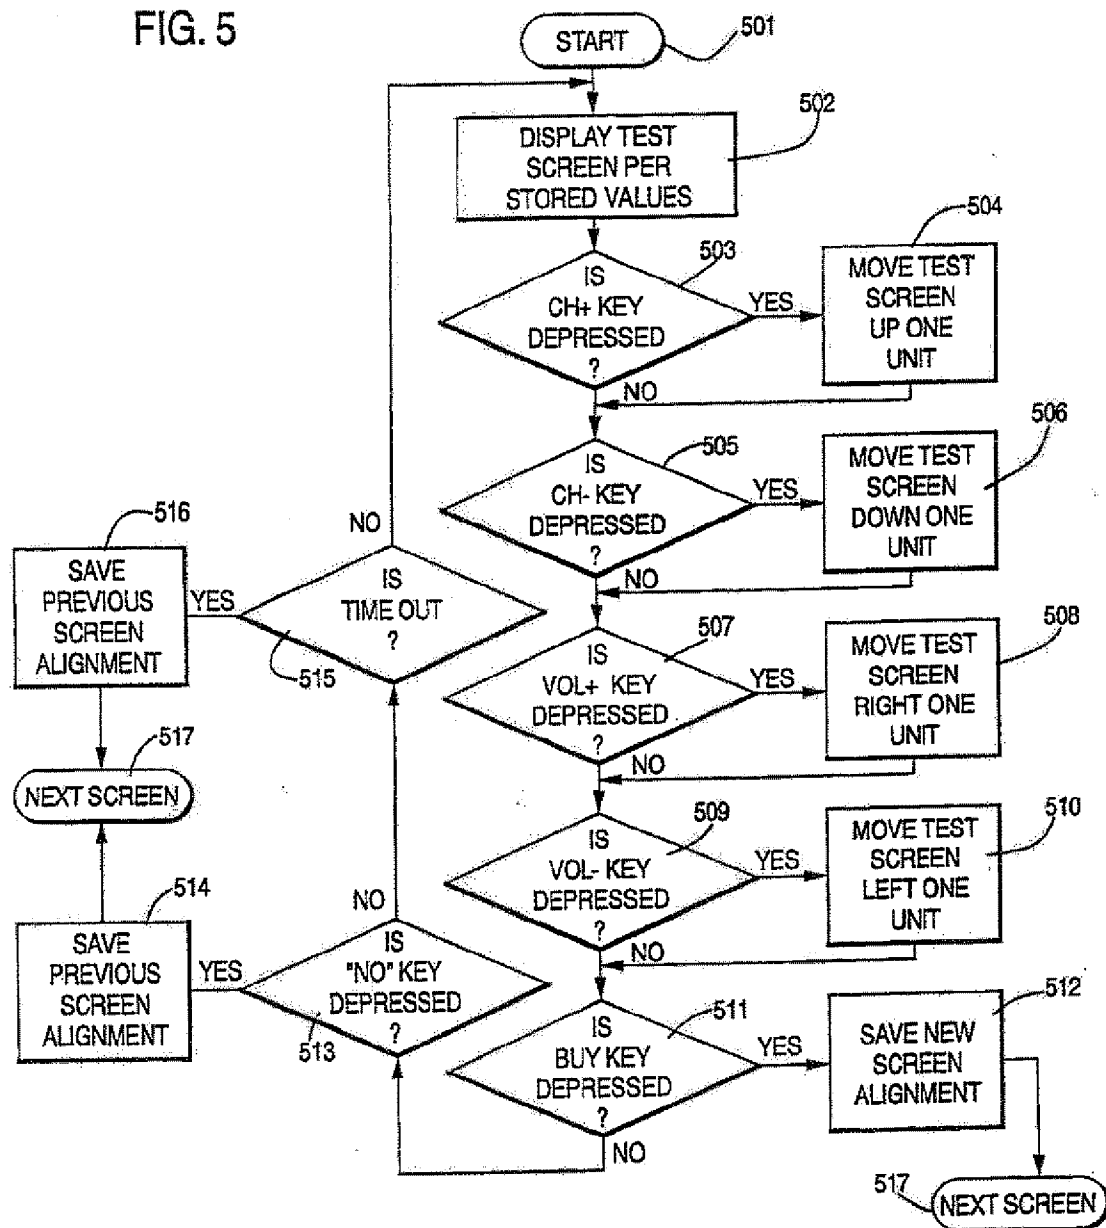 FIG. 5
START
501
DISPLAY TEST
SCREEN PER
STORED VALUES
502
IS
CH+ KEY
DEPRESSED
?
503
YES
NO
MOVE TEST
SCREEN
UP ONE
UNIT
504
IS
CH- KEY
DEPRESSED
?
505
YES
NO
MOVE TEST
SCREEN
DOWN ONE
UNIT
506
IS
VOL+ KEY
DEPRESSED
?
507
YES
NO
MOVE TEST
SCREEN
RIGHT ONE
UNIT
508
IS
VOL- KEY
DEPRESSED
?
509
YES
NO
MOVE TEST
SCREEN
LEFT ONE
UNIT
510
IS
BUY KEY
DEPRESSED
?
511
YES
NO
SAVE NEW
SCREEN
ALIGNMENT
512
517
NEXT SCREEN
IS
"NO" KEY
DEPRESSED
?
513
YES
NO
SAVE
PREVIOUS
SCREEN
ALIGNMENT
514
IS
TIME OUT
?
515
YES
NO
SAVE
PREVIOUS
SCREEN
ALIGNMENT
516
517
NEXT SCREEN